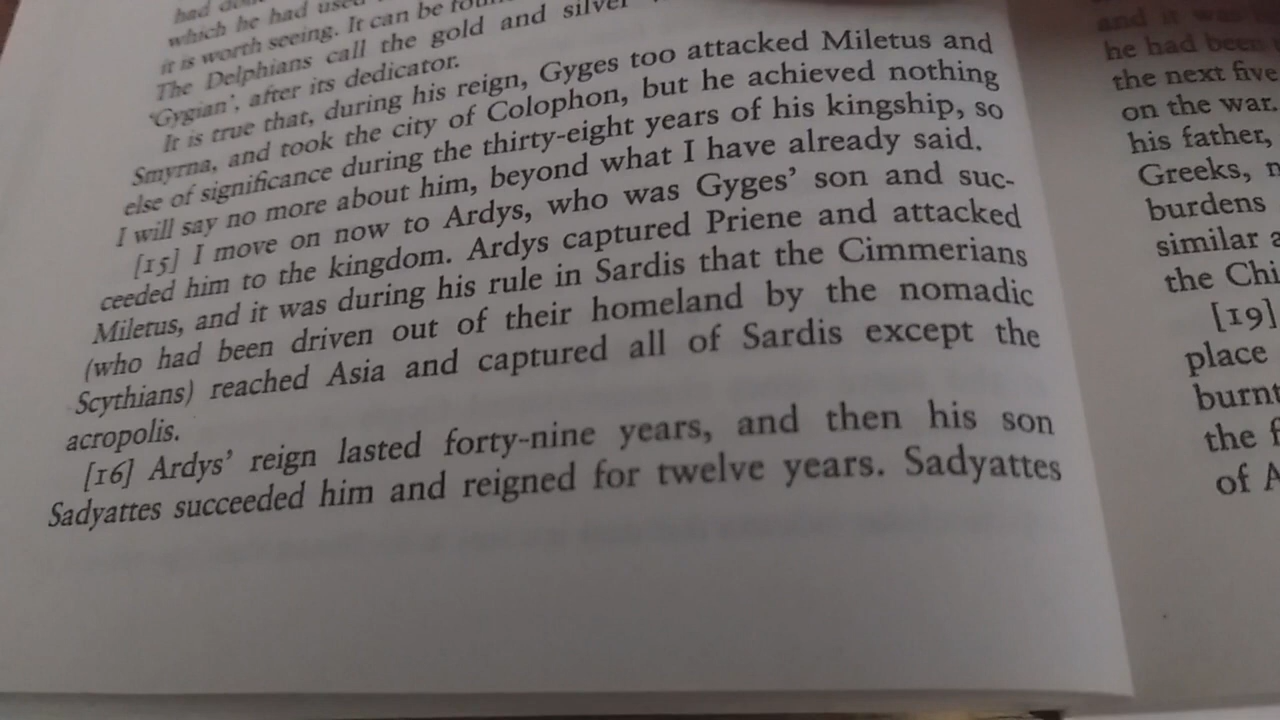 which he had used
it is worth seeing. It can be
The Delphians call the gold and silver
'Gygian', after its dedicator.
It is true that, during his reign, Gyges too attacked Miletus and
Smyrna, and took the city of Colophon, but he achieved nothing
else of significance during the thirty-eight years of his kingship, so
I will say no more about him, beyond what I have already said.
[15] I move on now to Ardys, who was Gyges' son and suc-
ceeded him to the kingdom. Ardys captured Priene and attacked
Miletus, and it was during his rule in Sardis that the Cimmerians
(who had been driven out of their homeland by the nomadic
Scythians) reached Asia and captured all of Sardis except the
acropolis.
[16] Ardys' reign lasted forty-nine years, and then his son
Sadyattes succeeded him and reigned for twelve years. Sadyattes
and it was
he had been
the next five
on the war.
his father,
Greeks,
burdens
similar
the Chi
[19]
place
burnt
the f
of A